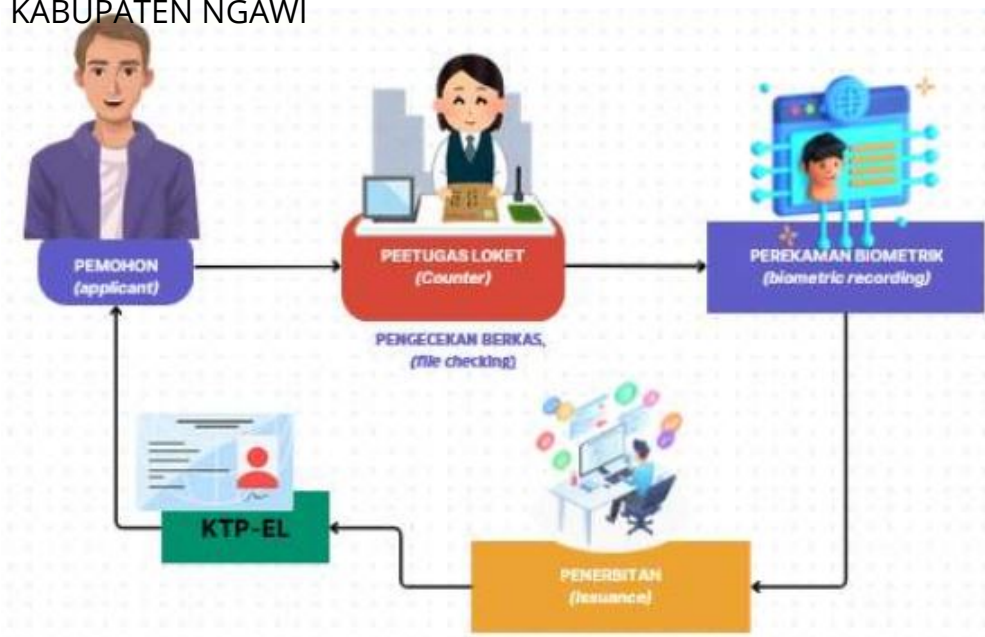 KABUPATEN NGAWI
PEMOHON
(applicant)
PEETUGAS LOKET
(Counter)
PENGECEKAN BERKAS,
(file checking)
PEREKAMAN BIOMETRIK
(biometric recording)
PENERBITAN
(issuance)
KTP-EL